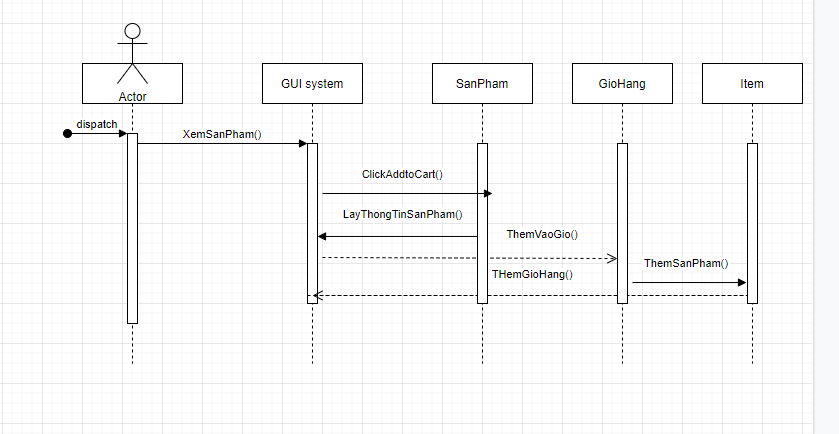 Actor
GUI system
SanPham
GioHang
Item
dispatch
XemSanPham()
ClickAddtoCart()
LayThongTinSanPham()
ThemVaoGio()
ThemSanPham()
THemGioHang()